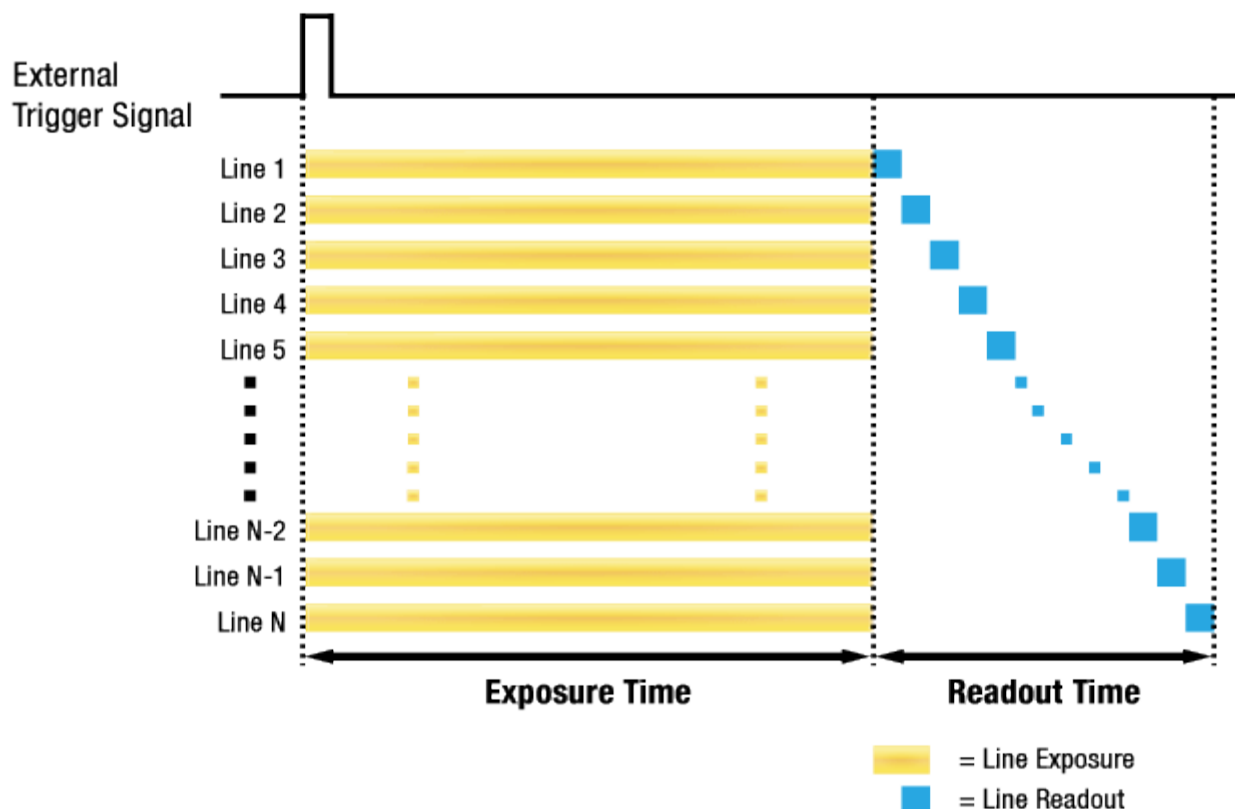 External
Trigger Signal
Line 1
Line 2
Line 3
Line 4
Line 5
Line N-2
Line N-1
Line N
Exposure Time
Readout Time
= Line Exposure
= Line Readout